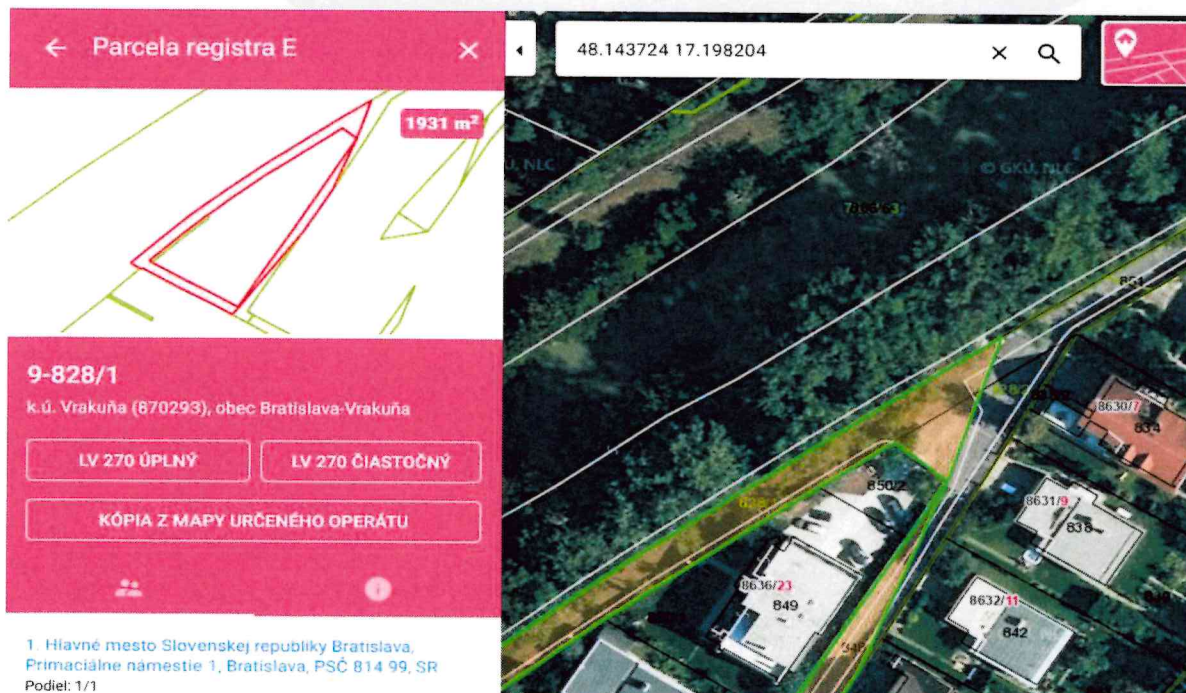 Parcela registra E
1931 m²
9-828/1
k.ú. Vrakuňa (870293), obec Bratislava-Vrakuňa
LV 270 ÚPLNÝ
LV 270 ČIASTOČNÝ
KÓPIA Z MAPY URČENÉHO OPERÁTU
1. Hlavné mesto Slovenskej republiky Bratislava,
Primaciálne námestie 1, Bratislava, PSČ 814 99, SR
Podiel: 1/1
48.143724 17.198204
© GKÚ, NLC
851
8630/7
834
850/2
8631/9
838
8636/23
849
8632/11
842